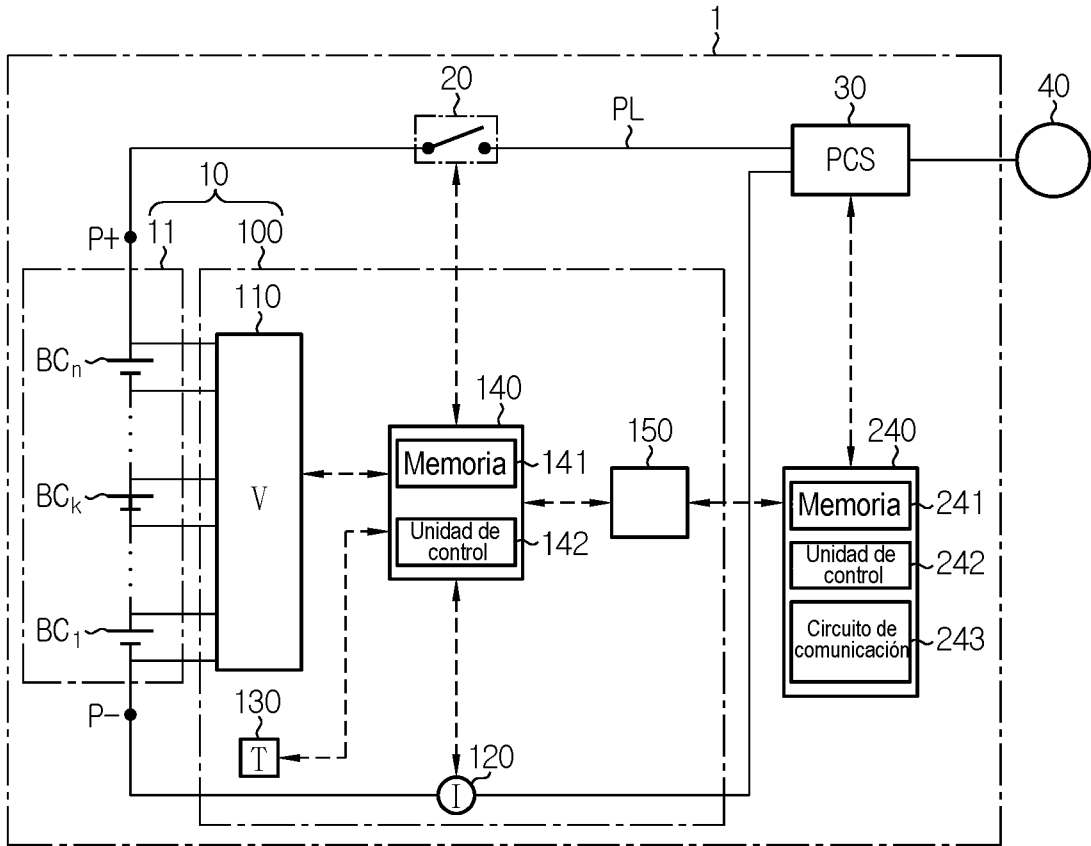 1
20
PL
30
PCS
40
10
P+
11
100
110
V
BCn
BCk
BC1
P-
140
Memoria
141
Unidad de
control
142
150
240
Memoria
241
Unidad de
control
242
Circuito de
comunicación
243
130
T
120
I